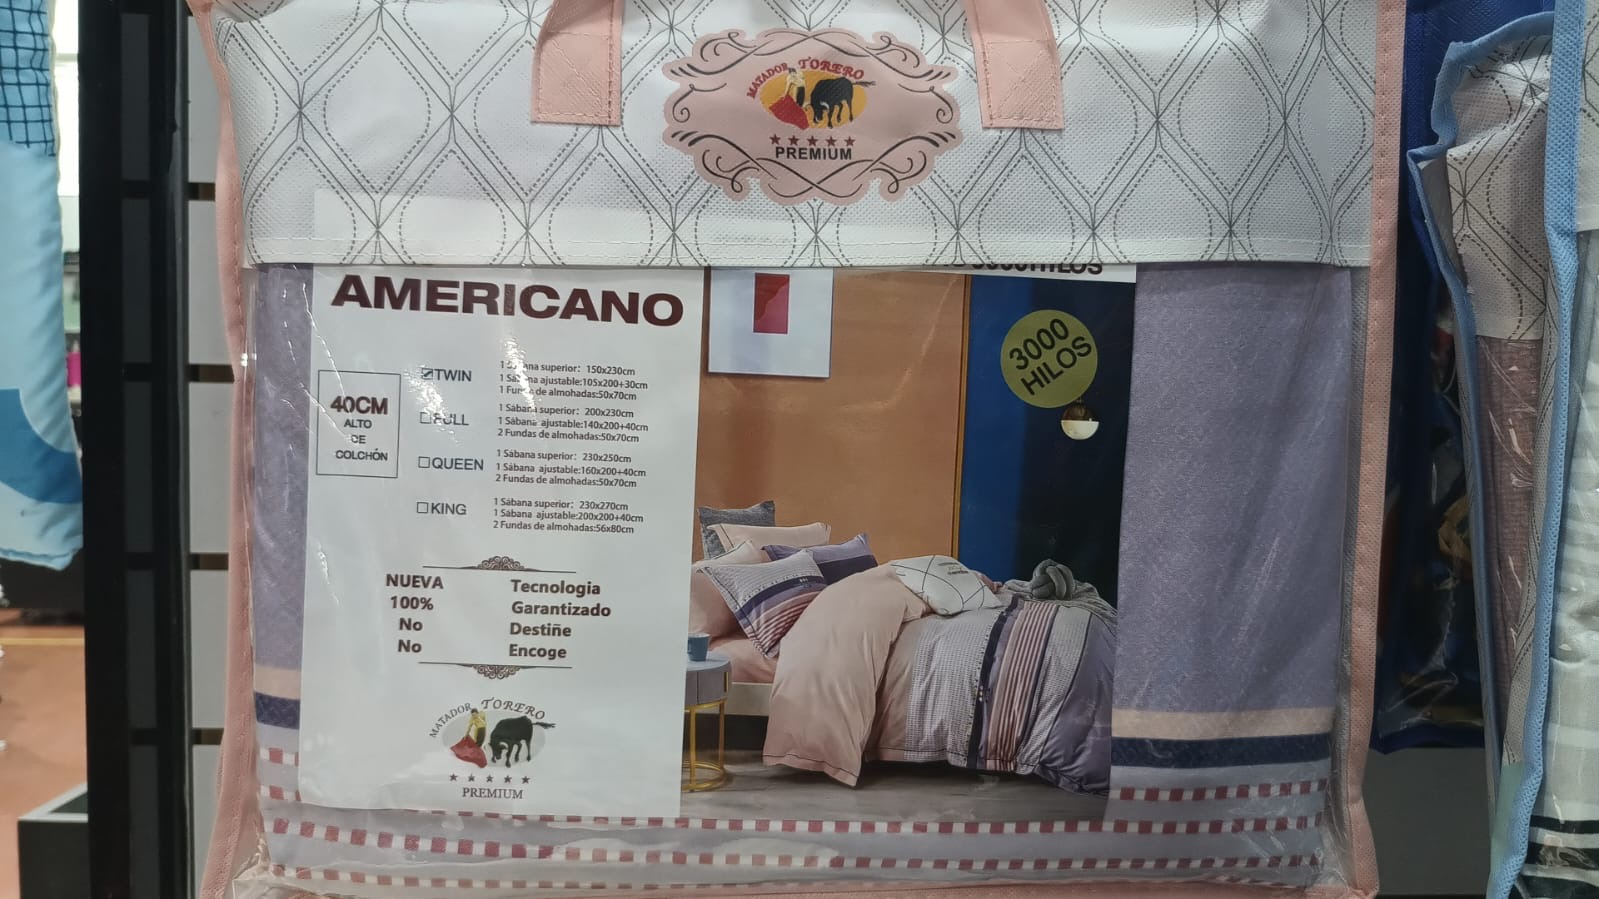 MATADOR TORERO
PREMIUM
AMERICANO
3000
HILOS
40CM
ALTO
DE
COLCHÓN
TWIN
1 Sábana superior: 150x230cm
1 Sábana ajustable:105x200+30cm
1 Funda de almohadas:50x70cm
FULL
1 Sábana superior: 200x230cm
1 Sábana ajustable:140x200+40cm
2 Fundas de almohadas:50x70cm
QUEEN
1 Sábana superior: 230x250cm
1 Sábana ajustable:160x200+40cm
2 Fundas de almohadas:50x70cm
KING
1 Sábana superior: 230x270cm
1 Sábana ajustable:200x200+40cm
2 Fundas de almohadas:56x80cm
NUEVA Tecnologia
100% Garantizado
No Destiñe
No Encoge
MATADOR TORERO
PREMIUM